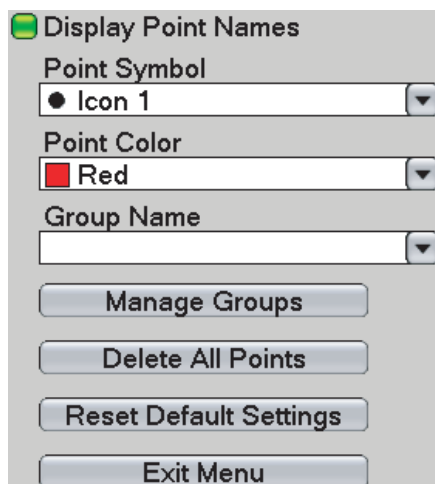 Display Point Names
Point Symbol
Icon 1
Point Color
Red
Group Name
Manage Groups
Delete All Points
Reset Default Settings
Exit Menu